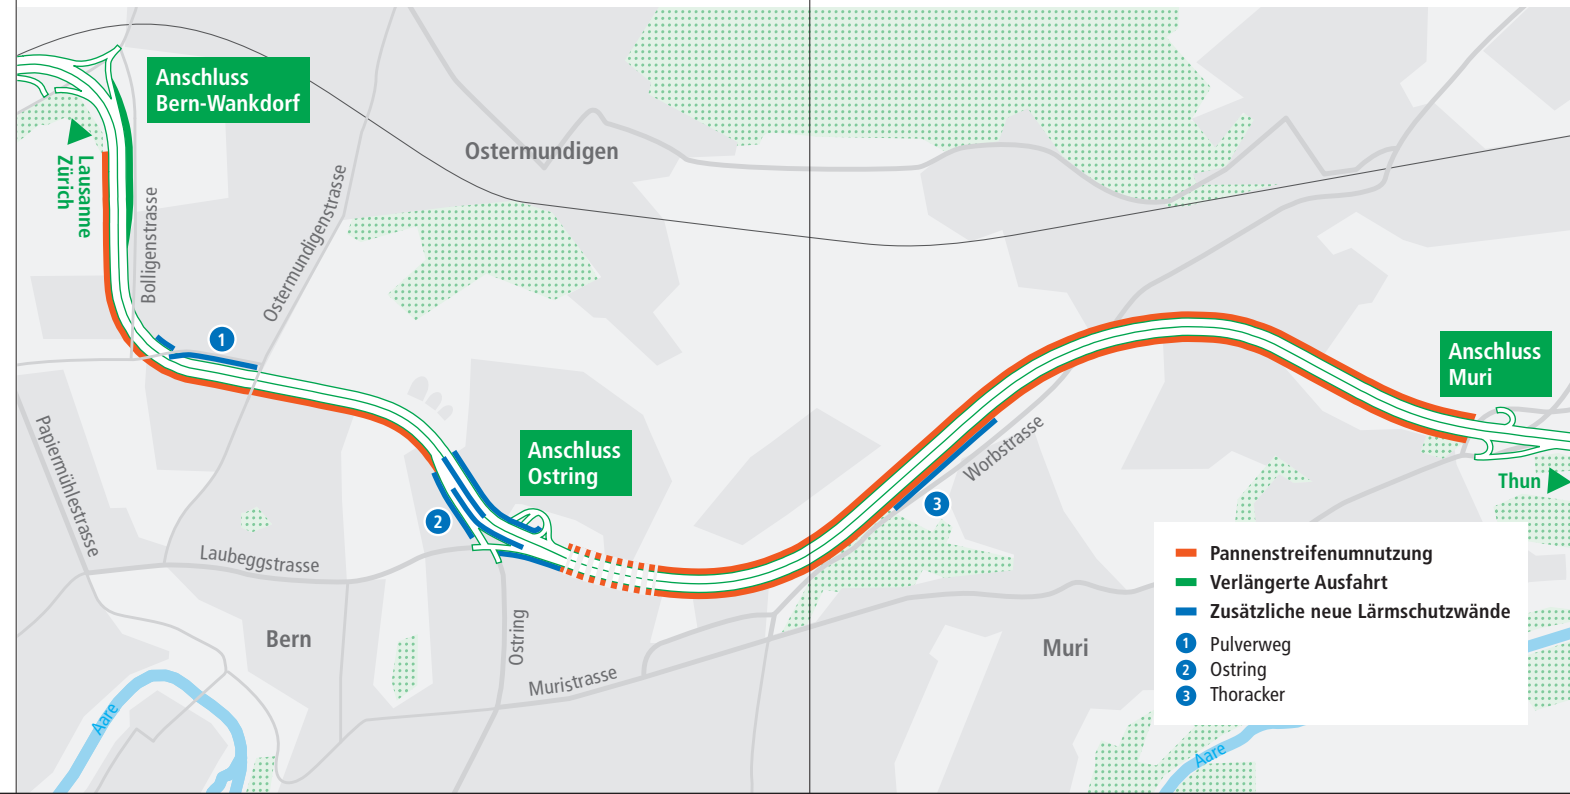 Anschluss
Bern-Wankdorf
Lausanne
Zürich
Bolligenstrasse
Ostermundigenstrasse
Ostermundigen
1
Papiermühlestrasse
Anschluss
Ostring
2
Laubeggstrasse
Bern
Ostring
Muristrasse
Aare
Anschluss
Muri
Worbstrasse
3
Thun
Muri
Pannenstreifenumnutzung
Verlängerte Ausfahrt
Zusätzliche neue Lärmschutzwände
1 Pulverweg
2 Ostring
3 Thoracker
Aare